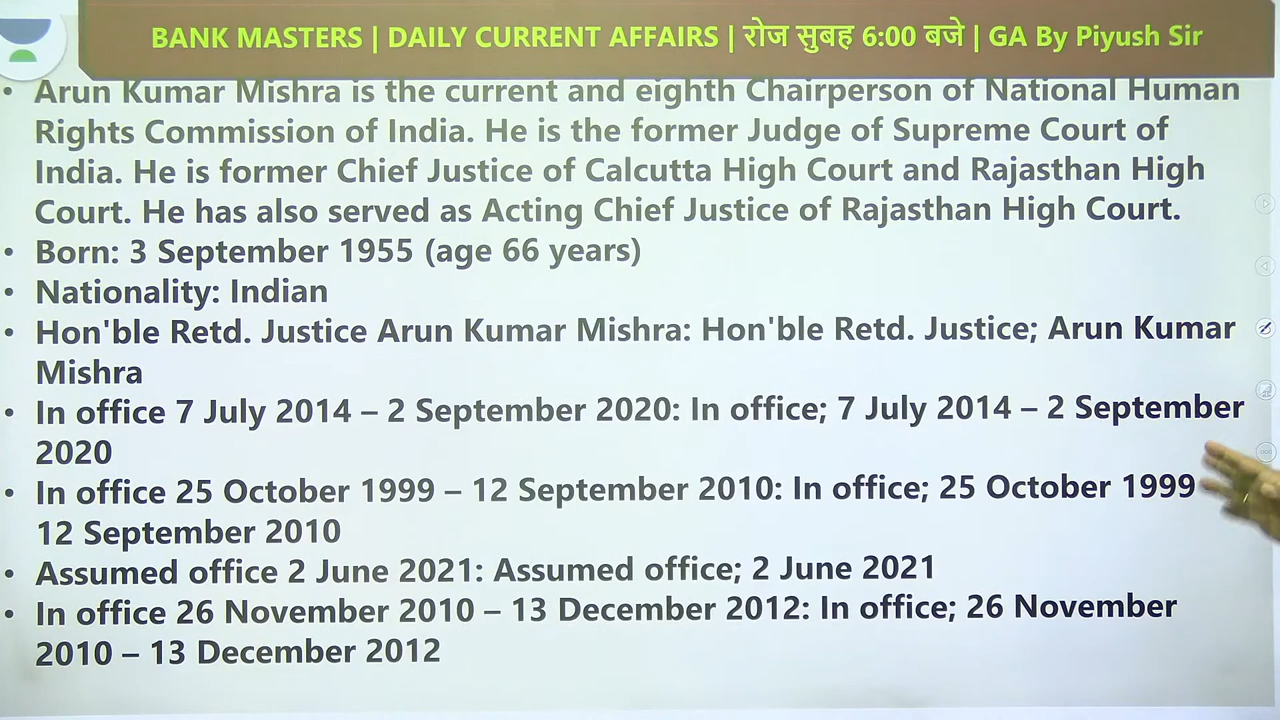 BANK MASTERS | DAILY CURRENT AFFAIRS | रोज सुबह 6:00 बजे | GA By Piyush Sir
• Arun Kumar Mishra is the current and eighth Chairperson of National Human
Rights Commission of India. He is the former Judge of Supreme Court of
India. He is former Chief Justice of Calcutta High Court and Rajasthan High
Court. He has also served as Acting Chief Justice of Rajasthan High Court.
• Born: 3 September 1955 (age 66 years)
• Nationality: Indian
• Hon'ble Retd. Justice Arun Kumar Mishra: Hon'ble Retd. Justice; Arun Kumar
Mishra
• In office 7 July 2014 – 2 September 2020: In office; 7 July 2014 – 2 September
2020
• In office 25 October 1999 – 12 September 2010: In office; 25 October 1999
12 September 2010
• Assumed office 2 June 2021: Assumed office; 2 June 2021
• In office 26 November 2010 – 13 December 2012: In office; 26 November
2010 – 13 December 2012